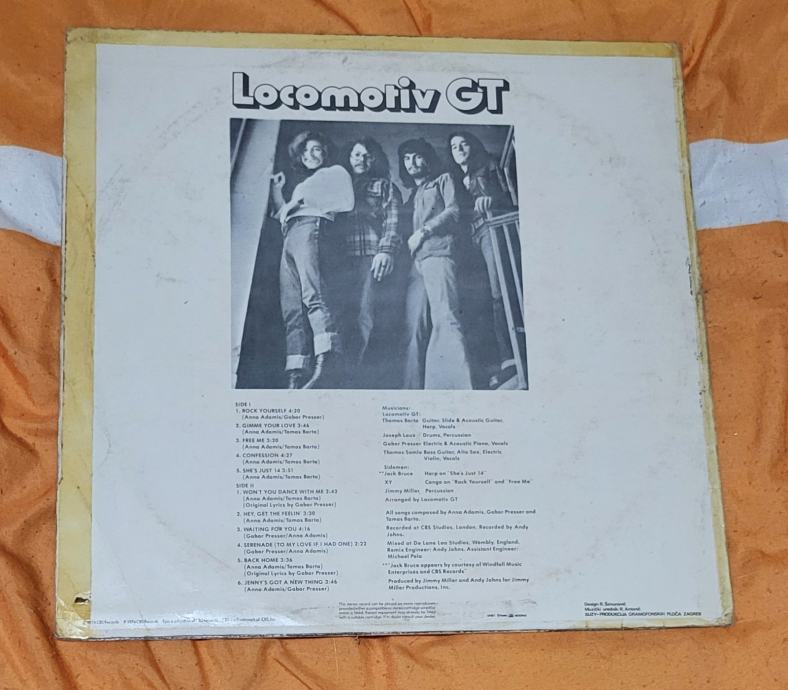 Locomotiv GT
SIDE I
1. ROCK YOURSELF 4:20
(Anna Adamis/Gabor Presser)
2. GIMME YOUR LOVE 3:46
(Anna Adamis/Tamas Barta)
3. FREE ME 3:20
(Anna Adamis/Tamas Barta)
4. CONFESSION 4:27
(Anna Adamis/Tamas Barta)
5. SHE'S JUST 14 3:51
(Anna Adamis/Tamas Barta)
SIDE II
1. WON'T YOU DANCE WITH ME 3:42
(Anna Adamis/Tamas Barta)
(Original Lyrics by Gabor Presser)
2. HEY, GET THE FEELIN' 3:30
(Anna Adamis/Tamas Barta)
3. WAITING FOR YOU 4:16
(Gabor Presser/Anna Adamis)
4. SERENADE (TO MY LOVE IF I HAD ONE) 2:22
(Gabor Presser/Anna Adamis)
5. BACK HOME 3:36
(Anna Adamis/Tamas Barta)
(Original Lyrics by Gabor Presser)
6. JENNY'S GOT A NEW THING 3:46
(Anna Adamis/Gabor Presser)
Musicians:
Locomotiv GT:
Thomas Barta Guitar, Slide & Acoustic Guitar,
Harp, Vocals
Joseph Laux Drums, Percussion
Gabor Presser Electric & Acoustic Piano, Vocals
Thomas Somlo Bass Guitar, Alto Sax, Electric
Violin, Vocals
Sidemen:
**Jack Bruce Harp on "She's Just 14"
XY Conga on "Rock Yourself" and "Free Me"
Jimmy Miller Percussion
Arranged by Locomotiv GT
All songs composed by Anna Adamis, Gabor Presser and
Tamas Barta.
Recorded at CBS Studios, London. Recorded by Andy
Johns.
Mixed at De Lane Lea Studios, Wembly, England.
Remix Engineer: Andy Johns. Assistant Engineer:
Michael Pela
**Jack Bruce appears by courtesy of Windfall Music
Enterprises and CBS Records
Produced by Jimmy Miller and Andy Johns for Jimmy
Miller Productions, Inc.
SUZY-PRODUKCIJA GRAMOFONSKIH PLOČA ZAGREB